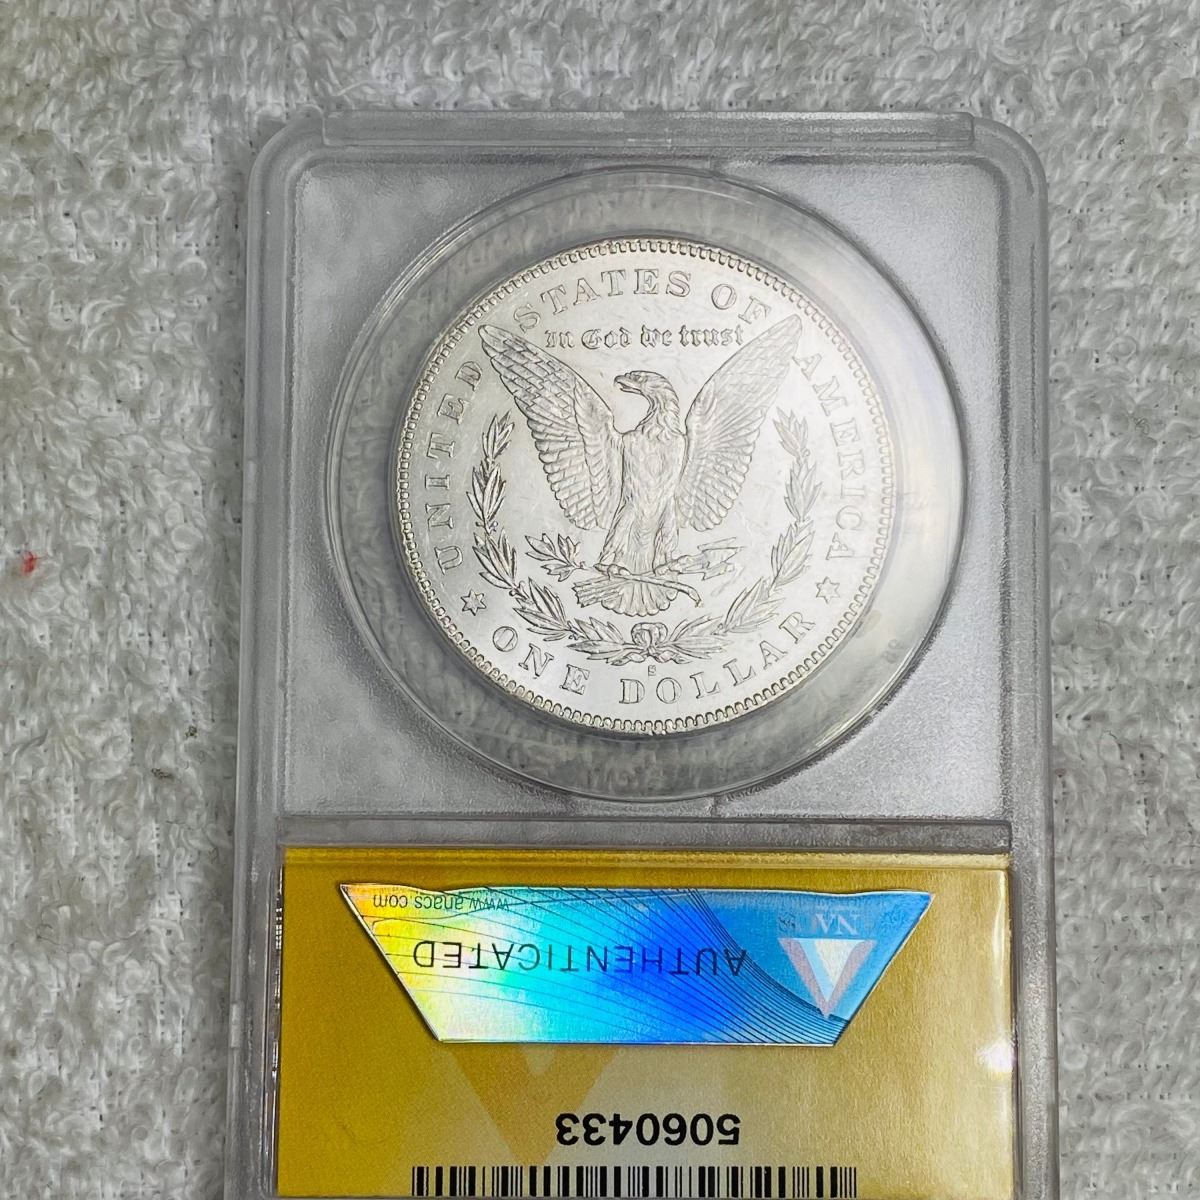 UNITED STATES OF AMERICA
In God we trust
S
ONE DOLLAR
www.anacs.com
AUTHENTICATED
5060433